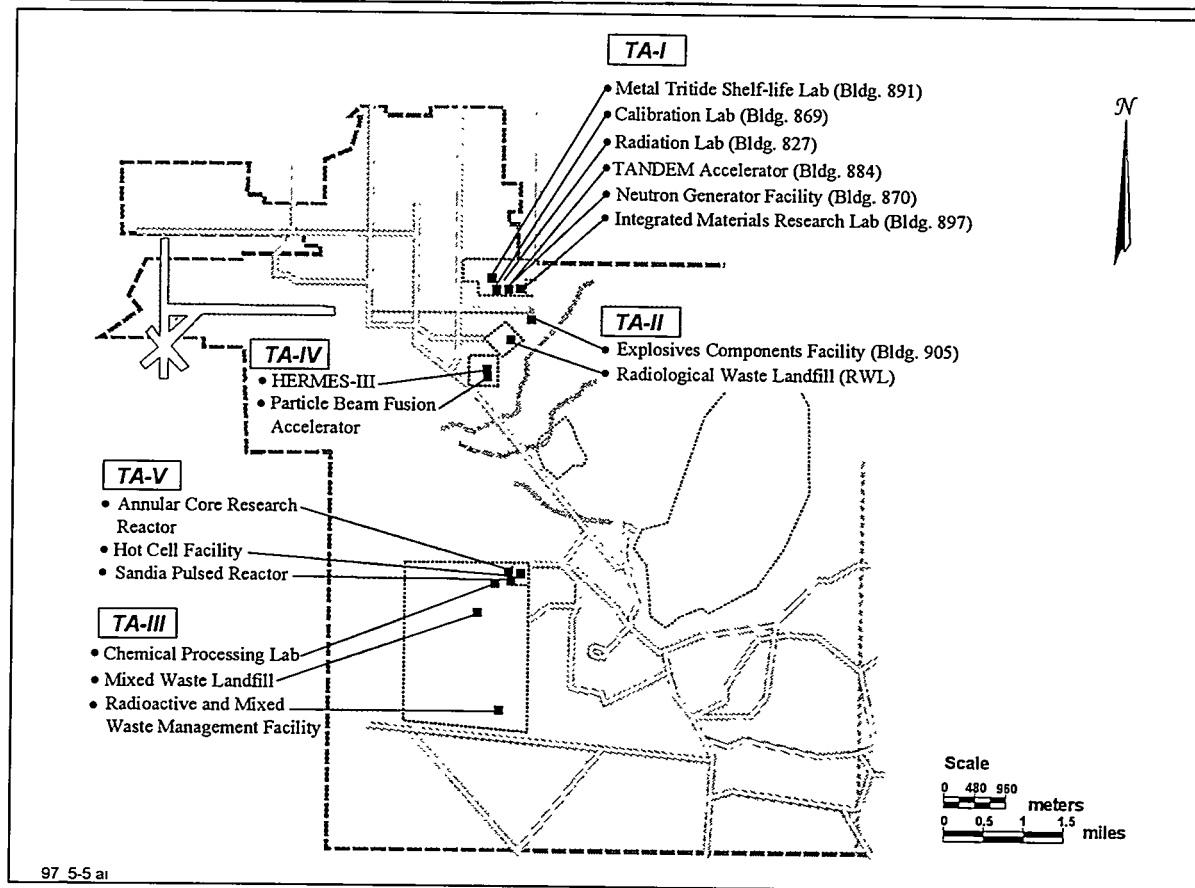 TA-I
• Metal Tritide Shelf-life Lab (Bldg. 891)
• Calibration Lab (Bldg. 869)
• Radiation Lab (Bldg. 827)
• TANDEM Accelerator (Bldg. 884)
• Neutron Generator Facility (Bldg. 870)
• Integrated Materials Research Lab (Bldg. 897)
N
TA-II
• Explosives Components Facility (Bldg. 905)
• Radiological Waste Landfill (RWL)
TA-IV
• HERMES-III
• Particle Beam Fusion
Accelerator
TA-V
• Annular Core Research
Reactor
• Hot Cell Facility
• Sandia Pulsed Reactor
TA-III
• Chemical Processing Lab
• Mixed Waste Landfill
• Radioactive and Mixed
Waste Management Facility
Scale
0 480 960
meters
0 0.5 1 1.5
miles
97 5-5 ai